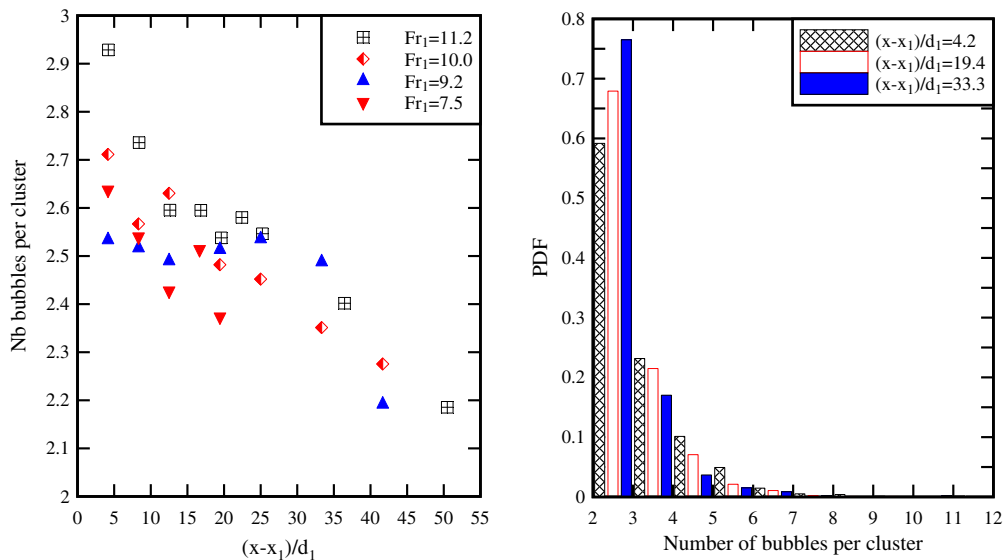 3
2.9
2.8
2.7
2.6
2.5
2.4
2.3
2.2
2.1
2
0 5 10 15 20 25 30 35 40 45 50 55
Nb bubbles per cluster
(x-x1)/d1
Fr1=11.2
Fr1=10.0
Fr1=9.2
Fr1=7.5
0.8
0.7
0.6
0.5
0.4
0.3
0.2
0.1
0
2 3 4 5 6 7 8 9 10 11 12
PDF
Number of bubbles per cluster
(x-x1)/d1=4.2
(x-x1)/d1=19.4
(x-x1)/d1=33.3